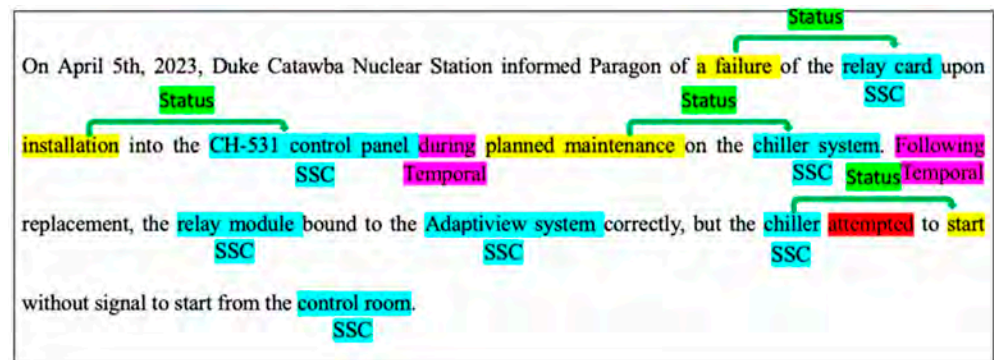 Status
On April 5th, 2023, Duke Catawba Nuclear Station informed Paragon of a failure of the relay card upon
Status Status SSC
installation into the CH-531 control panel during planned maintenance on the chiller system. Following
SSC Temporal SSC Status Temporal
replacement, the relay module bound to the Adaptiview system correctly, but the chiller attempted to start
SSC SSC SSC
without signal to start from the control room.
SSC